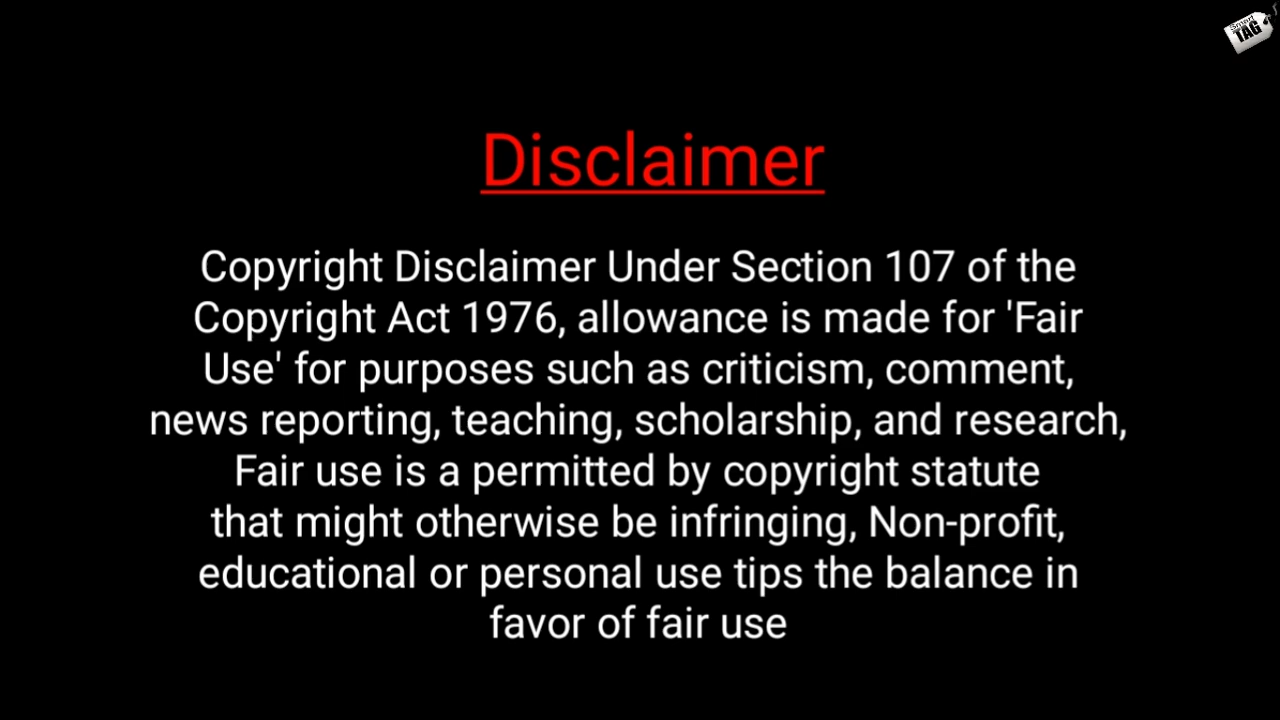 Smart
TAG
Disclaimer
Copyright Disclaimer Under Section 107 of the
Copyright Act 1976, allowance is made for 'Fair
Use' for purposes such as criticism, comment,
news reporting, teaching, scholarship, and research,
Fair use is a permitted by copyright statute
that might otherwise be infringing, Non-profit,
educational or personal use tips the balance in
favor of fair use